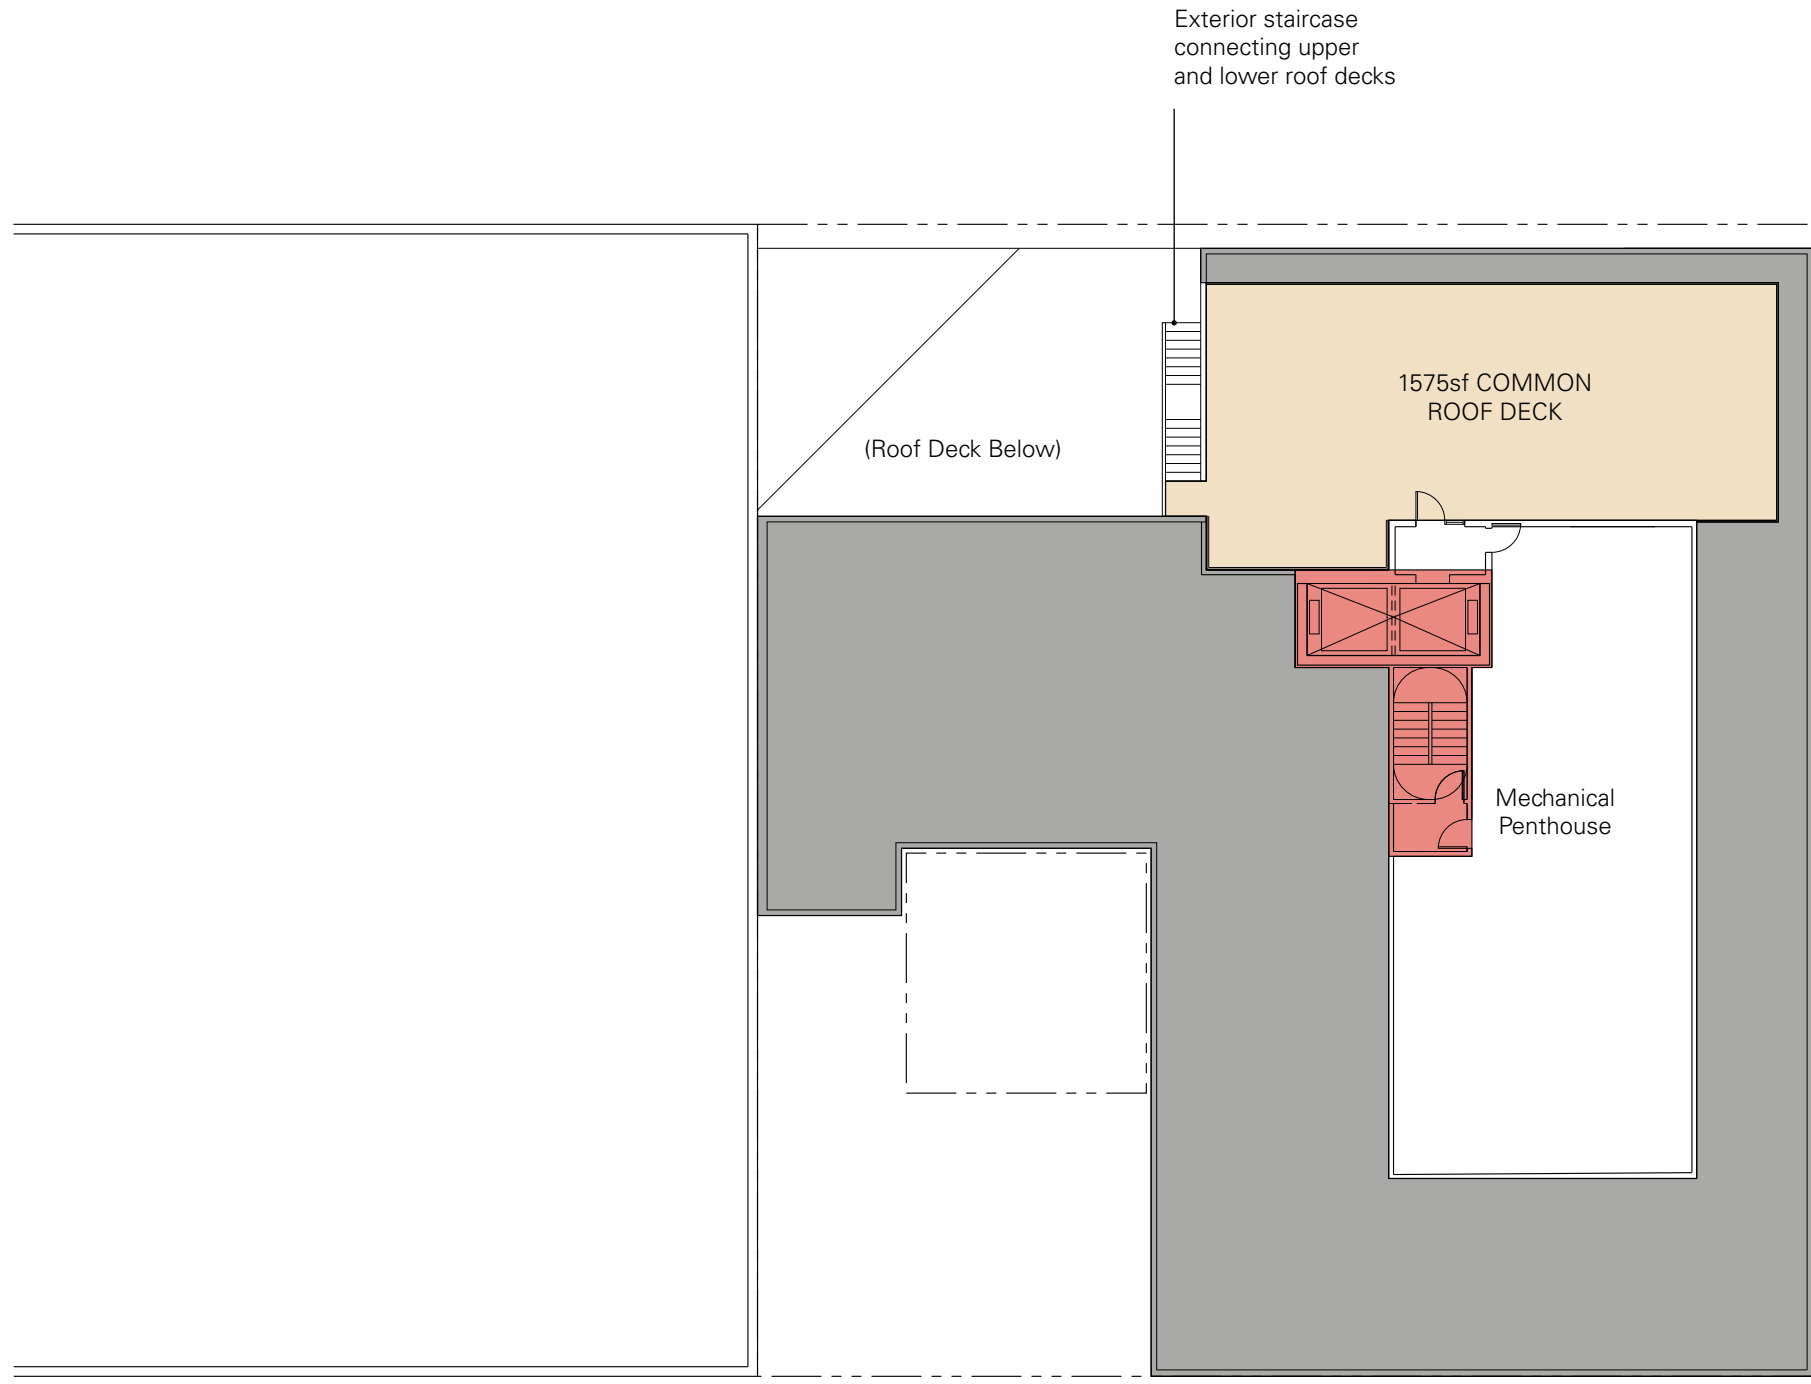 Exterior staircase
connecting upper
and lower roof decks
1575sf COMMON
ROOF DECK
(Roof Deck Below)
Mechanical
Penthouse